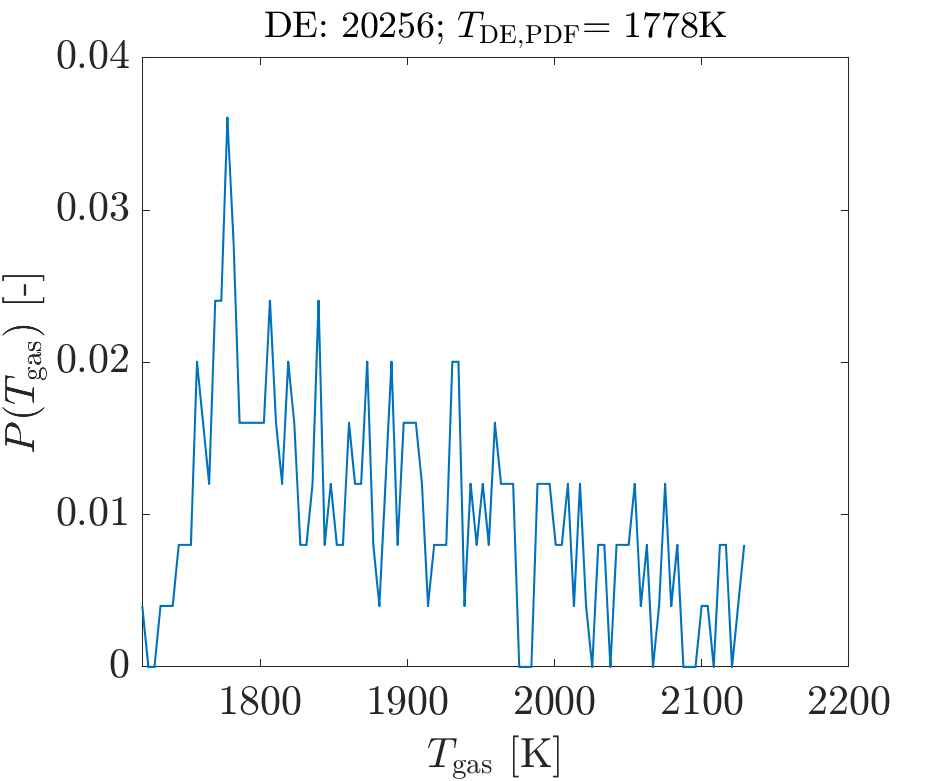 DE: 20256; T_DE,PDF= 1778K
0.04
0.03
0.02
0.01
0
P(T_gas) [-]
1800 1900 2000 2100 2200
T_gas [K]